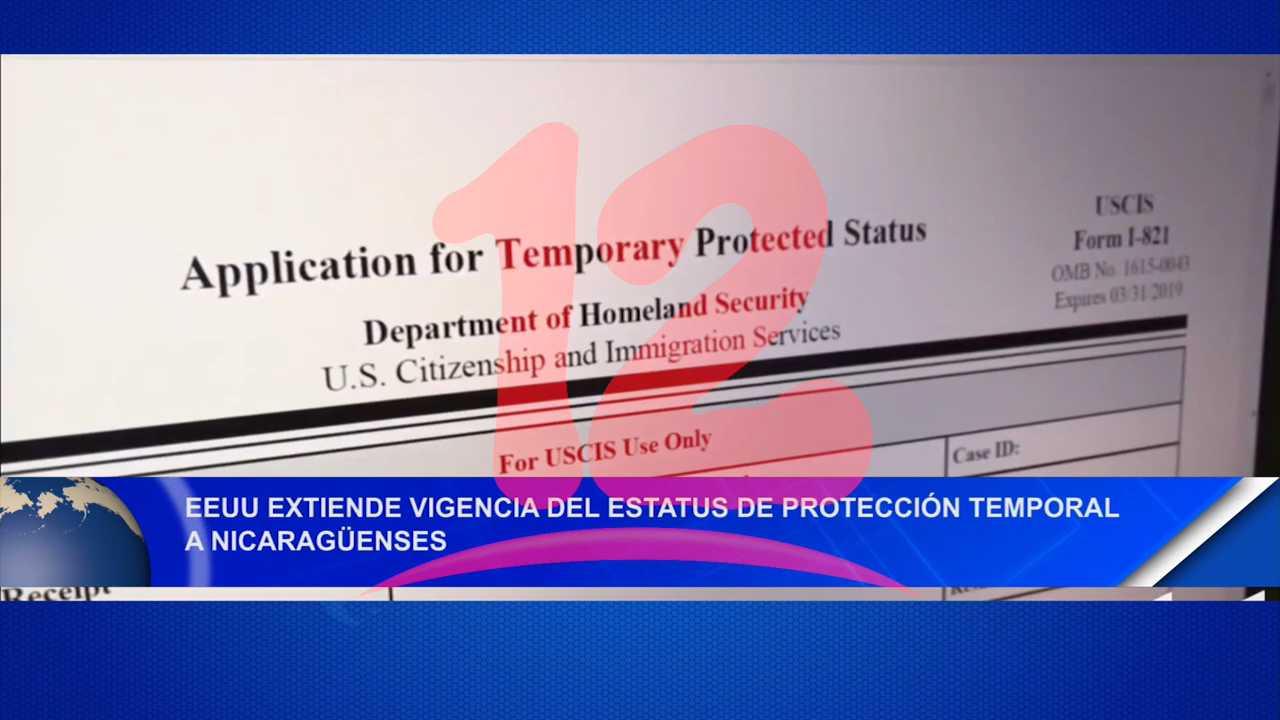 12
Application for Temporary Protected Status
Department of Homeland Security
U.S. Citizenship and Immigration Services
USCIS
Form I-821
OMB No. 1615-0043
Expires 03/31/2019
For USCIS Use Only
Case ID:
EEUU EXTIENDE VIGENCIA DEL ESTATUS DE PROTECCIÓN TEMPORAL
A NICARAGÜENSES
Receipt